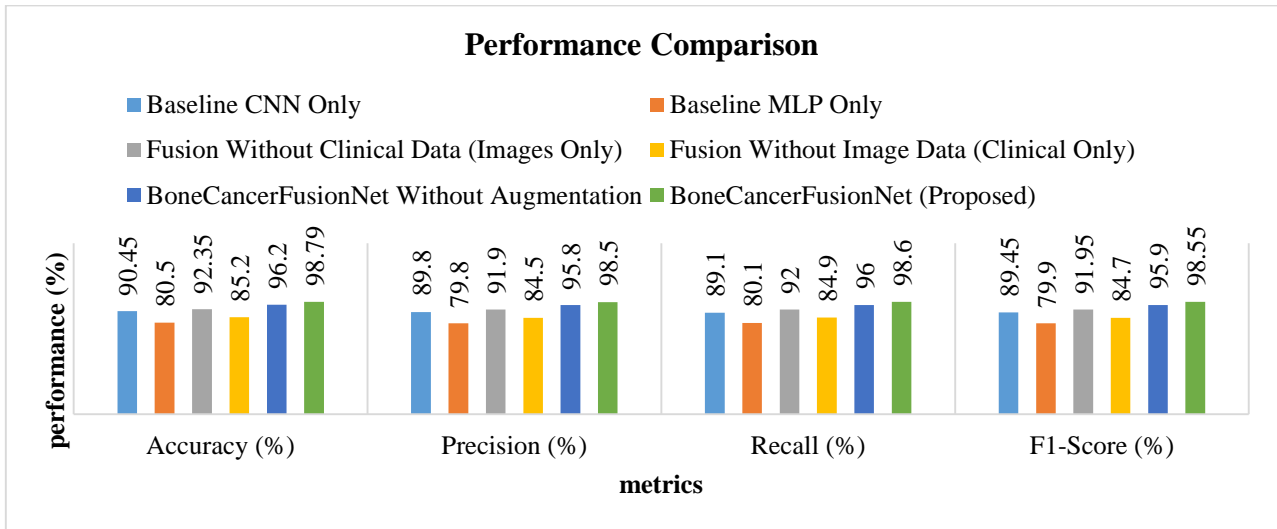 Performance Comparison
Baseline CNN Only
Baseline MLP Only
Fusion Without Clinical Data (Images Only)
Fusion Without Image Data (Clinical Only)
BoneCancerFusionNet Without Augmentation
BoneCancerFusionNet (Proposed)
performance (%)
90.45
80.5
92.35
85.2
96.2
98.79
89.8
79.8
91.9
84.5
95.8
98.5
89.1
80.1
92
84.9
96
98.6
89.45
79.9
91.95
84.7
95.9
98.55
Accuracy (%)
Precision (%)
Recall (%)
F1-Score (%)
metrics